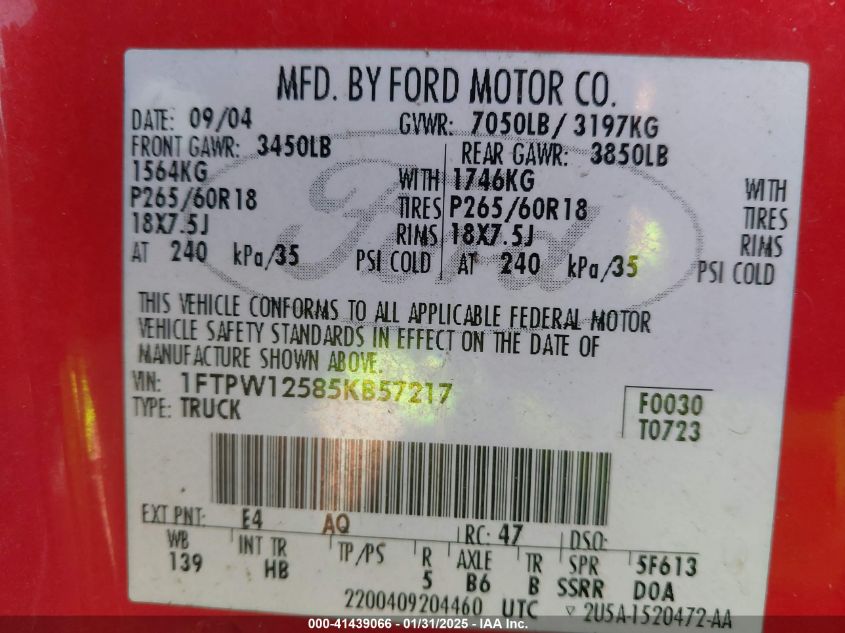 MFD. BY FORD MOTOR CO.
DATE: 09/04 GVWR: 7050LB / 3197KG
FRONT GAWR: 3450LB REAR GAWR: 3850LB
1564KG WITH 1746KG WITH
P265/60R18 TIRES P265/60R18 TIRES
18X7.5J RIMS 18X7.5J RIMS
AT 240 kPa/35 PSI COLD AT 240 kPa/35 PSI COLD
Ford
THIS VEHICLE CONFORMS TO ALL APPLICABLE FEDERAL MOTOR
VEHICLE SAFETY STANDARDS IN EFFECT ON THE DATE OF
MANUFACTURE SHOWN ABOVE.
VIN: 1FTPW12585KB57217
TYPE: TRUCK
F0030
T0723
EXT PNT: E4 AQ RC: 47 DSO:
WB INT TR TP/PS R AXLE TR SPR 5F613
139 HB 5 B6 B SSRR DOA
2200409204460 UTC ▽ 2U5A-1520472-AA
000-41439066 - 01/31/2025 - IAA Inc.